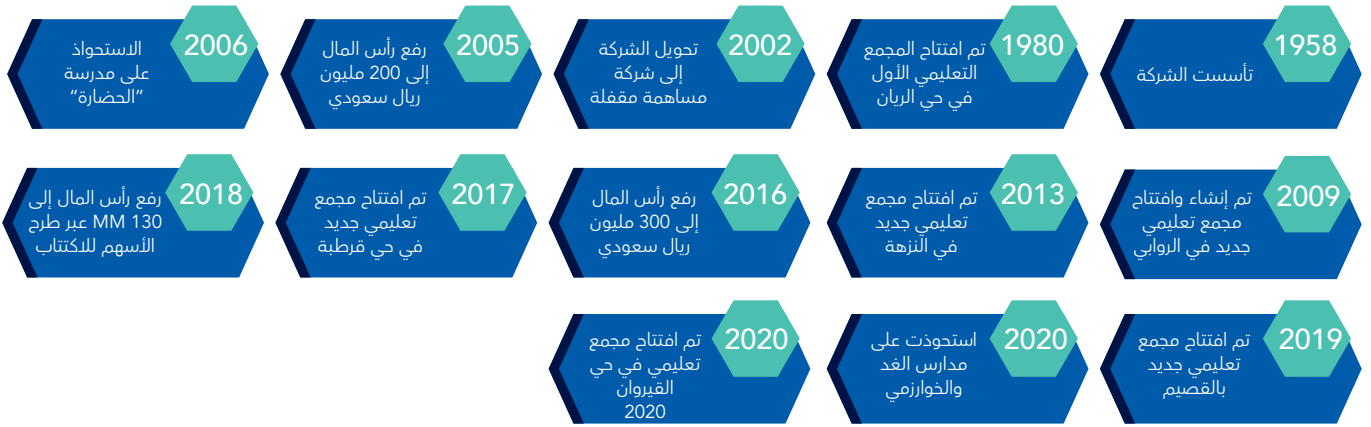 1958
تأسست الشركة
1980
تم افتتاح المجمع
التعليمي الأول
في حي الريان
2002
تحويل الشركة
إلى شركة
مساهمة مقفلة
2005
رفع رأس المال
إلى 200 مليون
ريال سعودي
2006
الاستحواذ
على مدرسة
"الحضارة"
2009
تم إنشاء وافتتاح
مجمع تعليمي
جديد في الروابي
2013
تم افتتاح مجمع
تعليمي جديد
في النزهة
2016
رفع رأس المال
إلى 300 مليون
ريال سعودي
2017
تم افتتاح مجمع
تعليمي جديد
في حي قرطبة
2018
رفع رأس المال إلى
130 MM عبر طرح
الأسهم للاكتتاب
2019
تم افتتاح مجمع
تعليمي جديد
بالقصيم
2020
استحوذت على
مدارس الغد
والخوارزمي
2020
تم افتتاح مجمع
تعليمي في حي
القيروان
2020